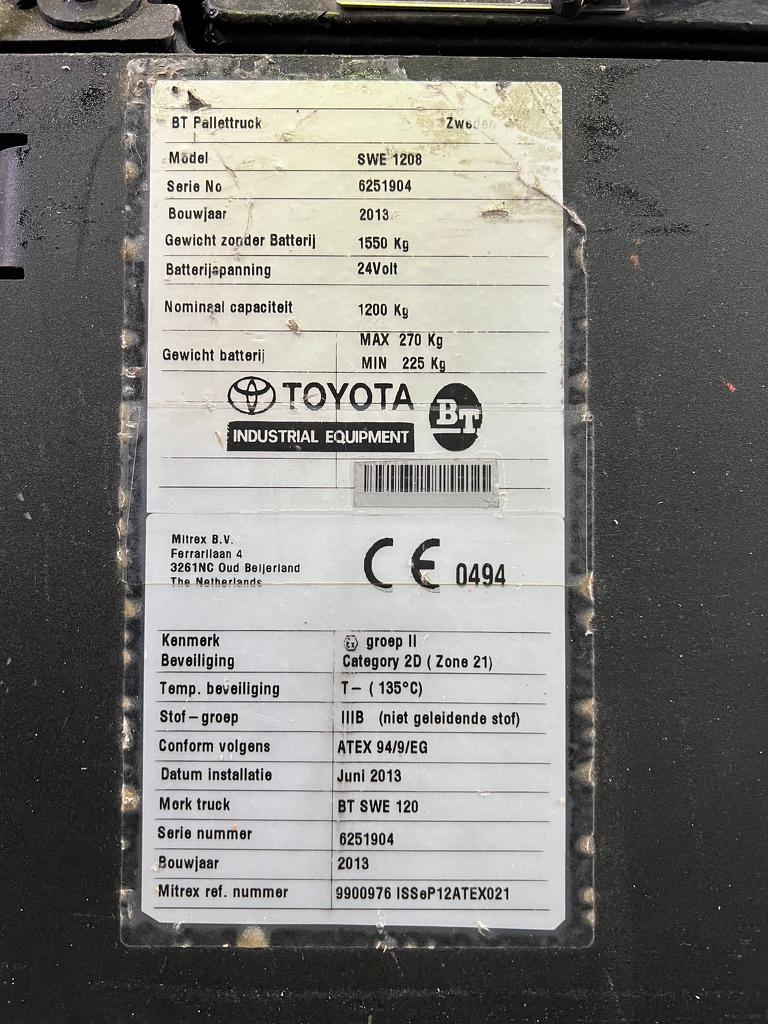 BT Pallettruck Zweden
Model SWE 1208
Serie No 6251904
Bouwjaar 2013
Gewicht zonder Batterij 1550 Kg
Batterijspanning 24Volt
Nominaal capaciteit 1200 Kg
Gewicht batterij MAX 270 Kg
MIN 225 Kg
TOYOTA BT
INDUSTRIAL EQUIPMENT
Mitrex B.V.
Ferrarilaan 4
3261NC Oud Beijerland
The Netherlands
CE 0494
Kenmerk Ex groep II
Beveiliging Category 2D ( Zone 21)
Temp. beveiliging T- ( 135°C)
Stof-groep IIIB (niet geleidende stof)
Conform volgens ATEX 94/9/EG
Datum installatie Juni 2013
Merk truck BT SWE 120
Serie nummer 6251904
Bouwjaar 2013
Mitrex ref. nummer 9900976 ISSeP12ATEX021